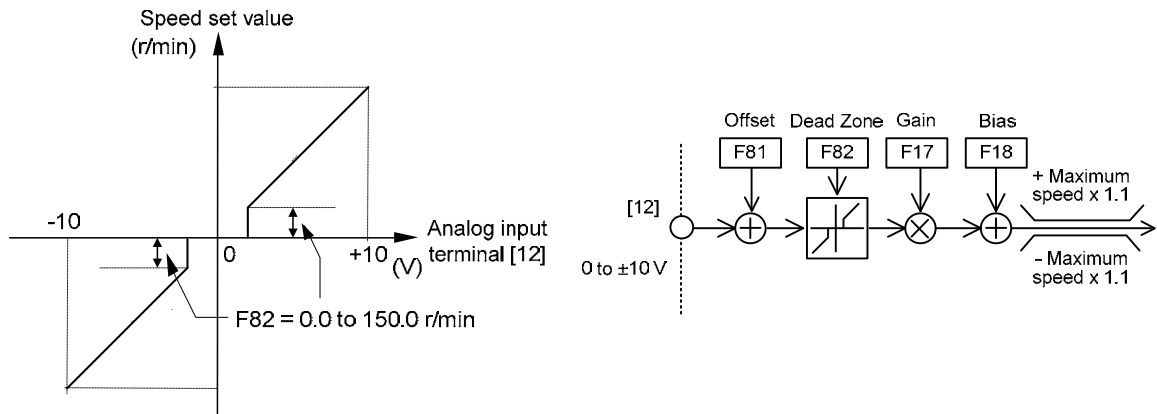 Speed set value
(r/min)
-10
0
+10
(V)
Analog input
terminal [12]
F82 = 0.0 to 150.0 r/min
Offset
Dead Zone
Gain
Bias
F81
F82
F17
F18
+ Maximum
speed x 1.1
[12]
0 to ±10 V
− Maximum
speed x 1.1